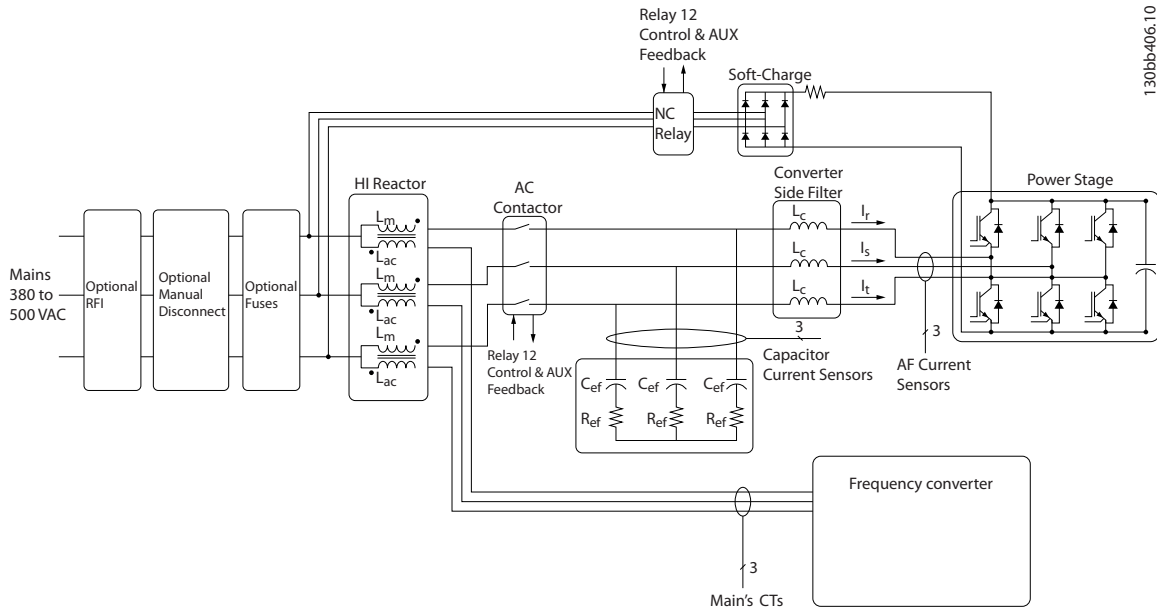 130bb406.10
Relay 12
Control & AUX
Feedback
Soft-Charge
NC
Relay
HI Reactor
AC
Contactor
Converter
Side Filter
Power Stage
Mains
380 to
500 VAC
Optional
RFI
Optional
Manual
Disconnect
Optional
Fuses
Lm
Lac
Lm
Lac
Lm
Lac
Lc
Lc
Lc
Ir
Is
It
Relay 12
Control & AUX
Feedback
3
Capacitor
Current Sensors
3
AF Current
Sensors
Cef
Cef
Cef
Ref
Ref
Ref
Frequency converter
3
Main's CTs